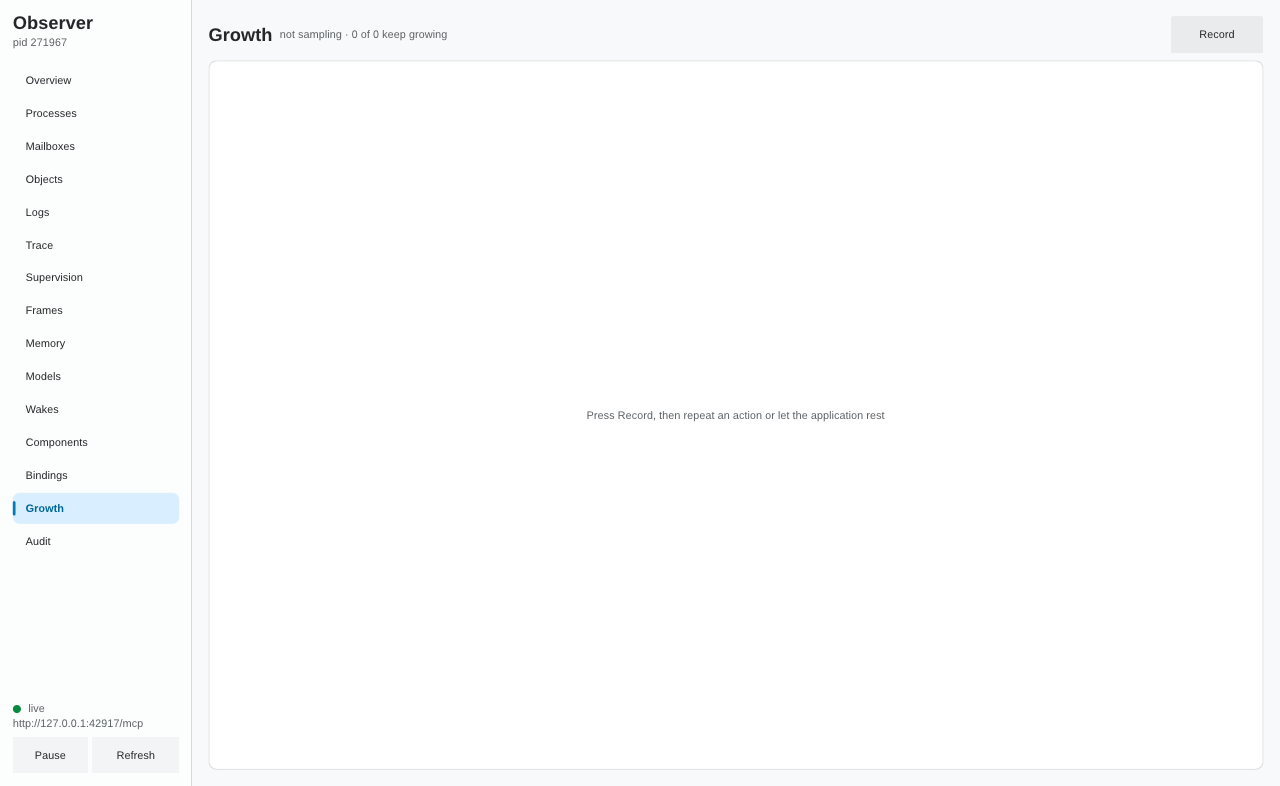 Observer
pid 271967
Overview
Processes
Mailboxes
Objects
Logs
Trace
Supervision
Frames
Memory
Models
Wakes
Components
Bindings
Growth
Audit
live
http://127.0.0.1:42917/mcp
Pause Refresh
Growth not sampling · 0 of 0 keep growing
Record
Press Record, then repeat an action or let the application rest